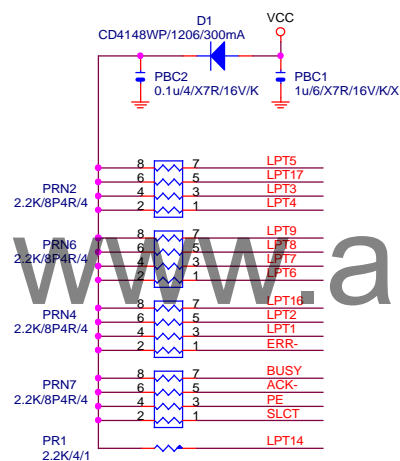 D1
VCC
CD4148WP/1206/300mA
PBC2
0.1u/4/X7R/16V/K
PBC1
1u/6/X7R/16V/K/X
8 7 LPT5
6 5 LPT17
PRN2 4 3 LPT3
2.2K/8P4R/4 2 1 LPT4
8 7 LPT9
PRN6 6 5 LPT8
2.2K/8P4R/4 4 3 LPT7
2 1 LPT6
www.a
8 7 LPT16
PRN4 6 5 LPT2
2.2K/8P4R/4 4 3 LPT1
2 1 ERR-
8 7 BUSY
PRN7 6 5 ACK-
2.2K/8P4R/4 4 3 PE
2 1 SLCT
PR1 LPT14
2.2K/4/1